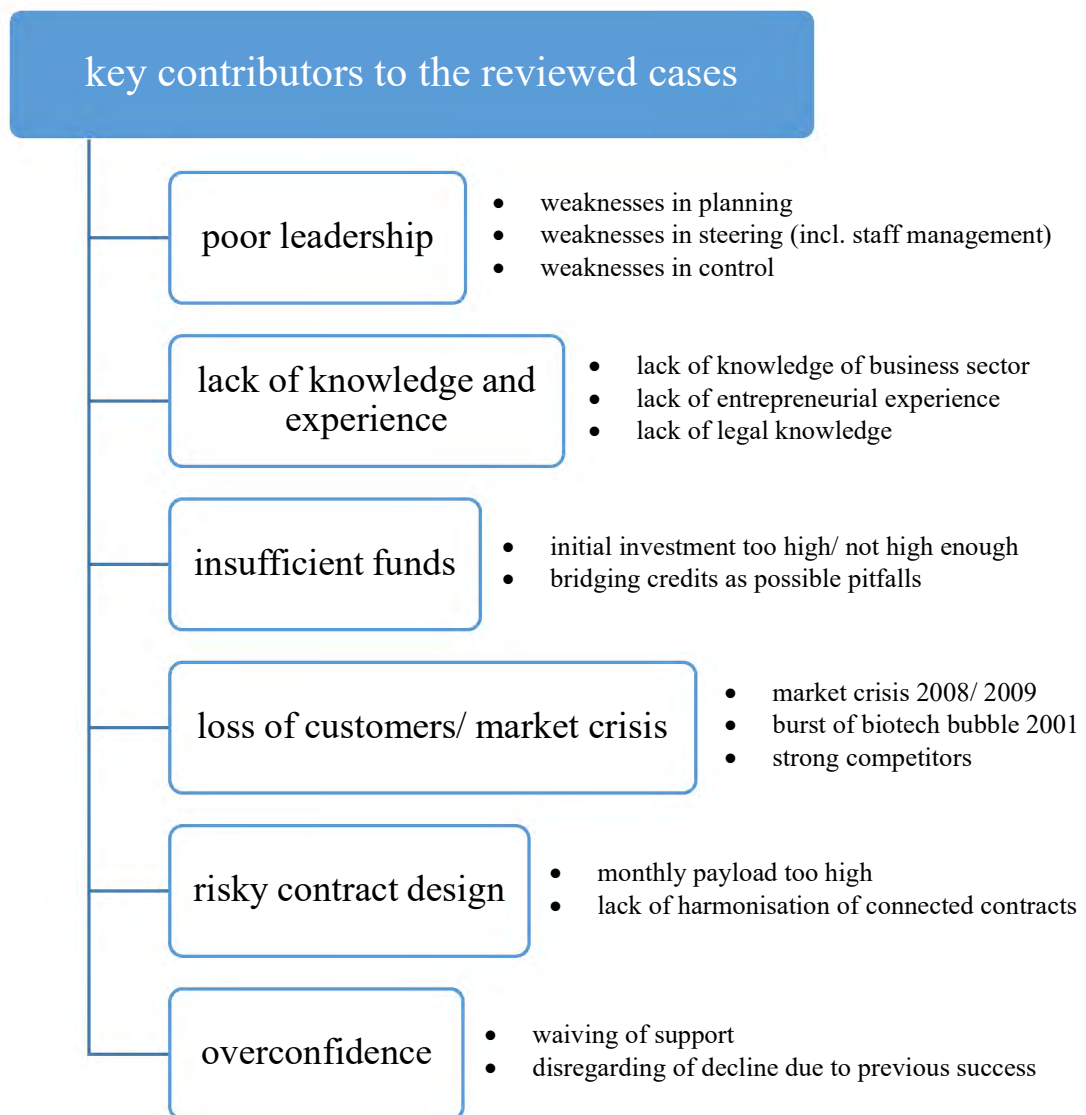 key contributors to the reviewed cases
poor leadership
• weaknesses in planning
• weaknesses in steering (incl. staff management)
• weaknesses in control
lack of knowledge and
experience
• lack of knowledge of business sector
• lack of entrepreneurial experience
• lack of legal knowledge
insufficient funds
• initial investment too high/ not high enough
• bridging credits as possible pitfalls
loss of customers/ market crisis
• market crisis 2008/ 2009
• burst of biotech bubble 2001
• strong competitors
risky contract design
• monthly payload too high
• lack of harmonisation of connected contracts
overconfidence
• waiving of support
• disregarding of decline due to previous success